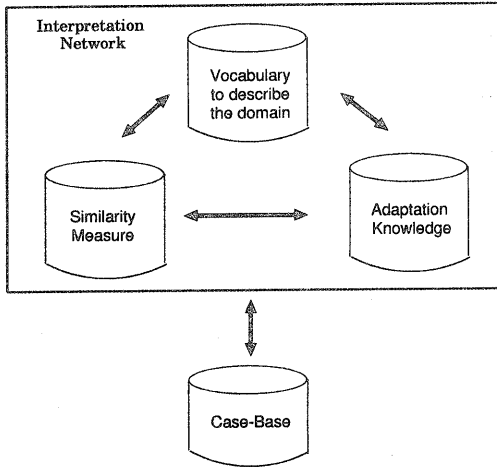 Interpretation
Network
Vocabulary
to describe
the domain
Similarity
Measure
Adaptation
Knowledge
Case-Base